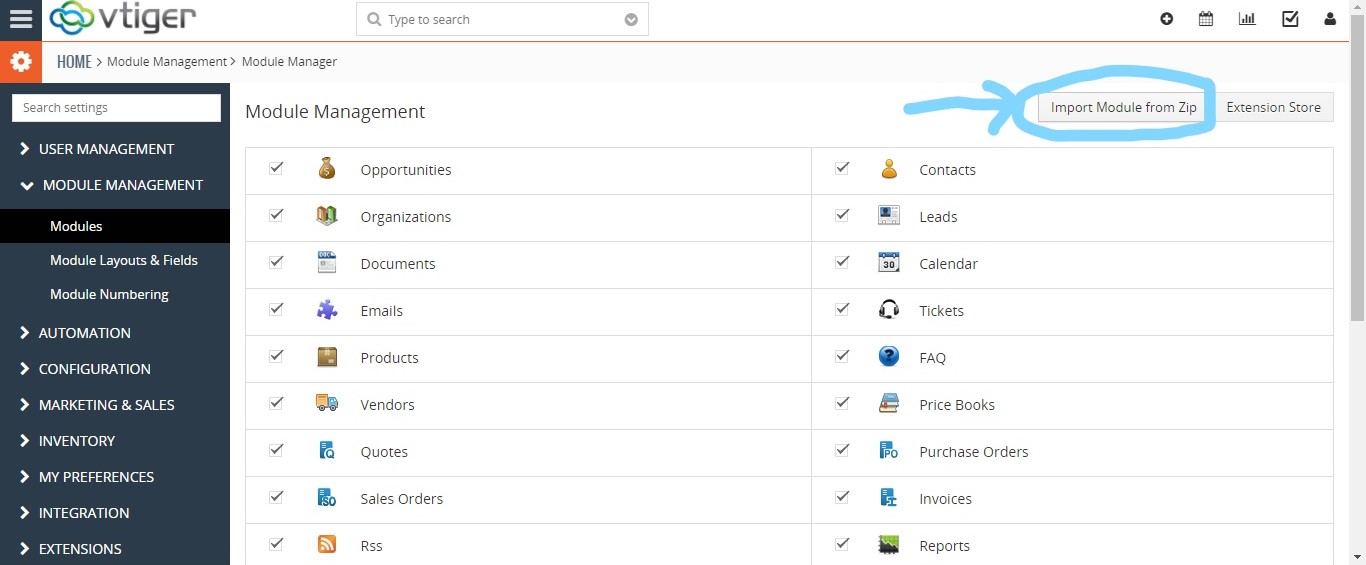 vtiger
Type to search
HOME > Module Management > Module Manager
Search settings
USER MANAGEMENT
MODULE MANAGEMENT
Modules
Module Layouts & Fields
Module Numbering
AUTOMATION
CONFIGURATION
MARKETING & SALES
INVENTORY
MY PREFERENCES
INTEGRATION
EXTENSIONS
Module Management
Import Module from Zip
Extension Store
Opportunities
Contacts
Organizations
Leads
Documents
30
Calendar
Emails
Tickets
Products
?
FAQ
Vendors
Price Books
Q
Quotes
PO
Purchase Orders
SO
Sales Orders
Invoices
Rss
Reports